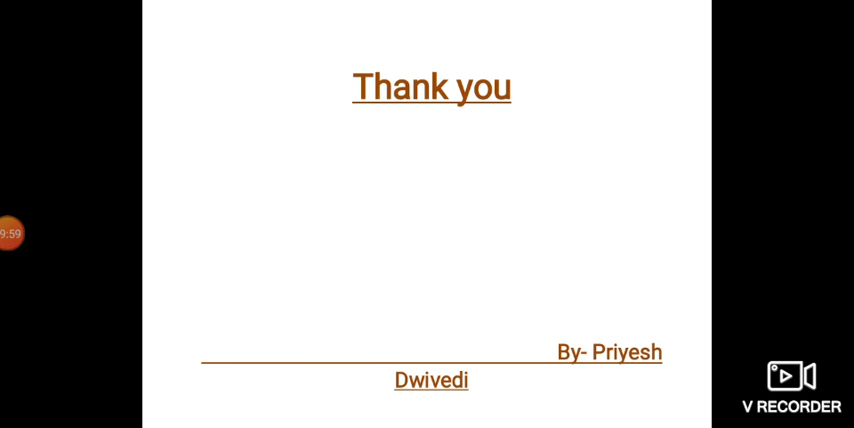 Thank you
9:59
By- Priyesh
Dwivedi
V RECORDER